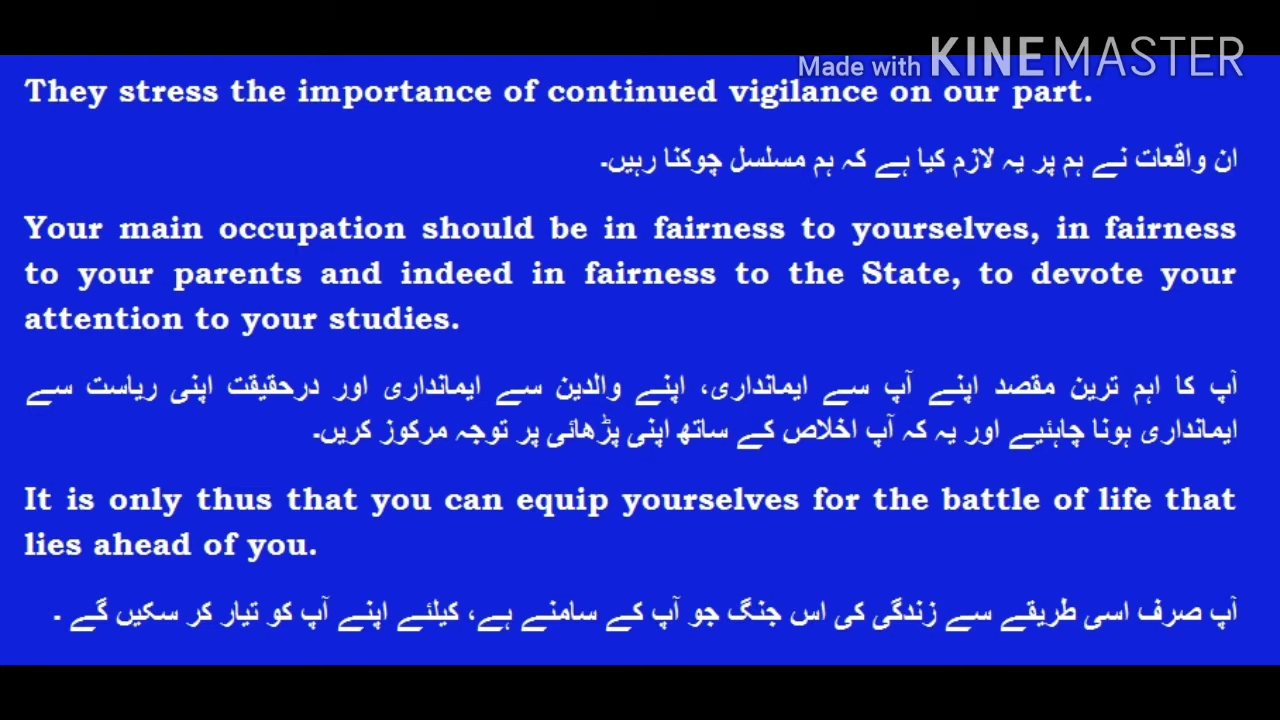 Made with KINEMASTER
They stress the importance of continued vigilance on our part.
ان واقعات نے ہم پر یہ لازم کیا ہے کہ ہم مسلسل چوکنا رہیں۔
Your main occupation should be in fairness to yourselves, in fairness
to your parents and indeed in fairness to the State, to devote your
attention to your studies.
آپ کا اہم ترین مقصد اپنے آپ سے ایمانداری، اپنے والدین سے ایمانداری اور درحقیقت اپنی ریاست سے
ایمانداری ہونا چاہئیے اور یہ کہ آپ اخلاص کے ساتھ اپنی پڑھائی پر توجہ مرکوز کریں۔
It is only thus that you can equip yourselves for the battle of life that
lies ahead of you.
آپ صرف اسی طریقے سے زندگی کی اس جنگ جو آپ کے سامنے ہے، کیلئے اپنے آپ کو تیار کر سکیں گے ۔